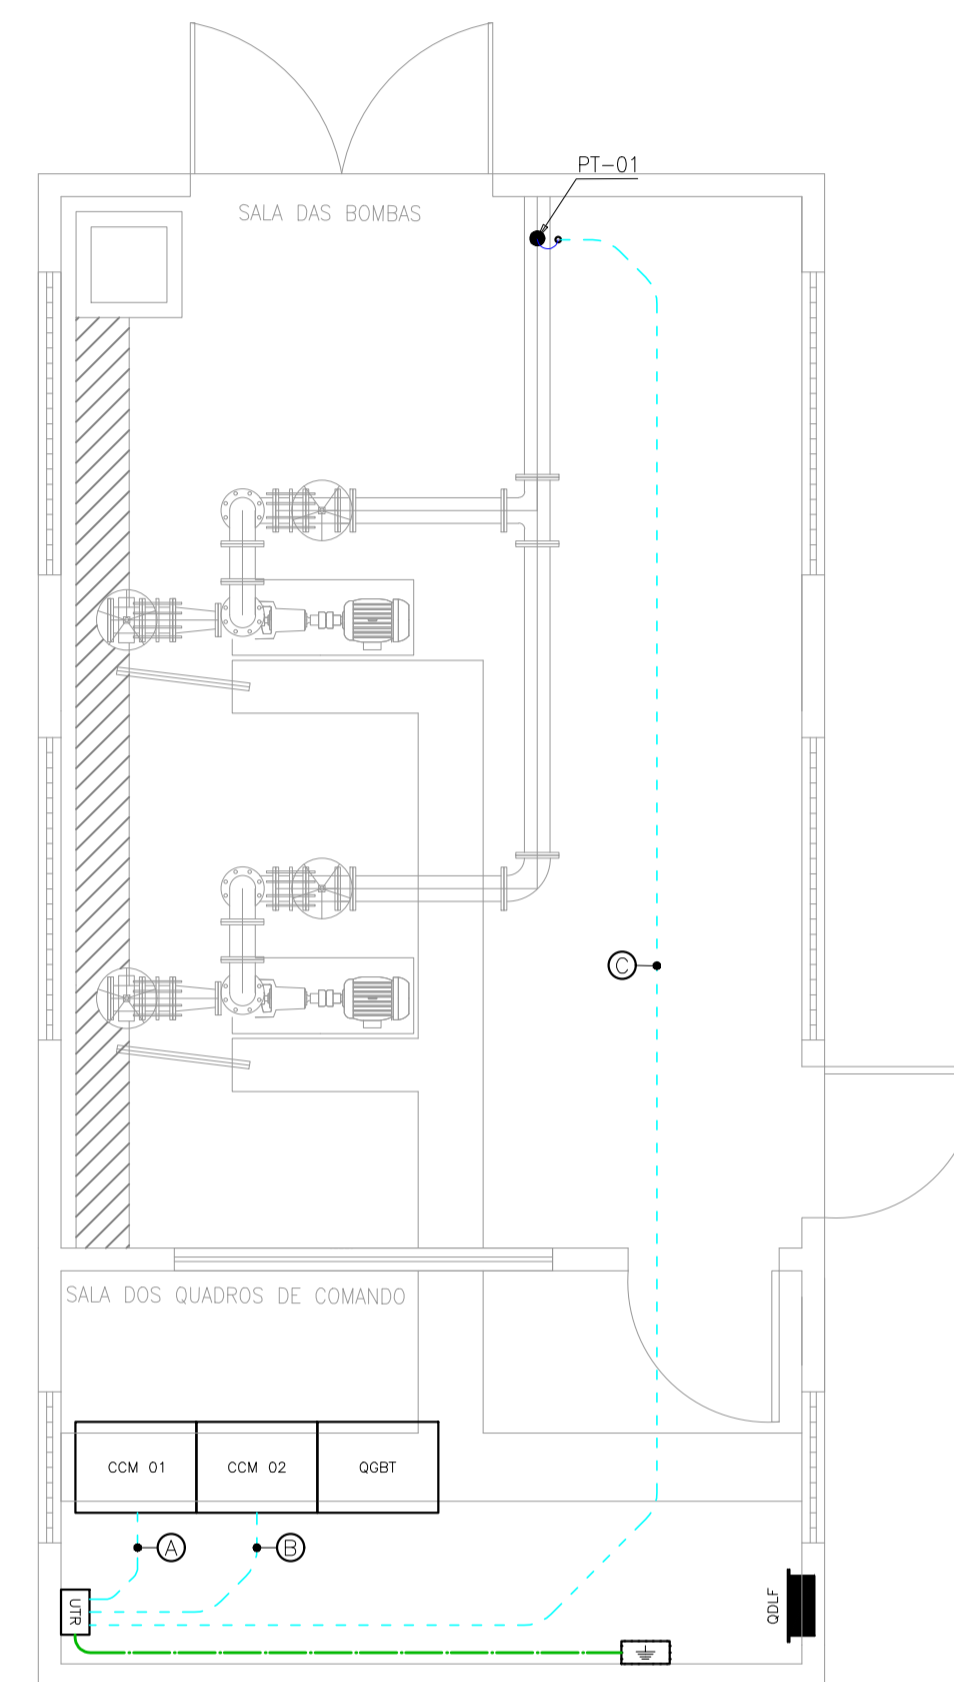 PT-01
SALA DAS BOMBAS
C
SALA DOS QUADROS DE COMANDO
CCM 01
CCM 02
QGBT
A
B
UTR
QDLF